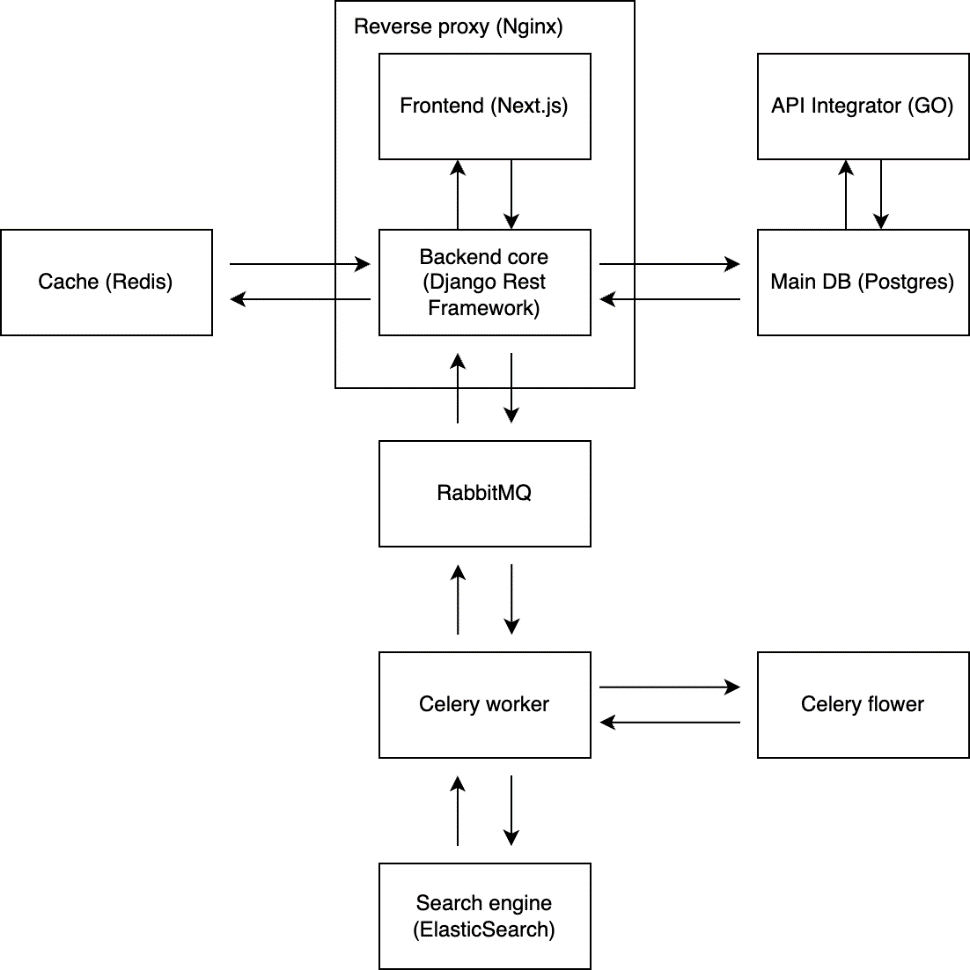 Reverse proxy (Nginx)
Frontend (Next.js)
API Integrator (GO)
Cache (Redis)
Backend core
(Django Rest
Framework)
Main DB (Postgres)
RabbitMQ
Celery worker
Celery flower
Search engine
(ElasticSearch)